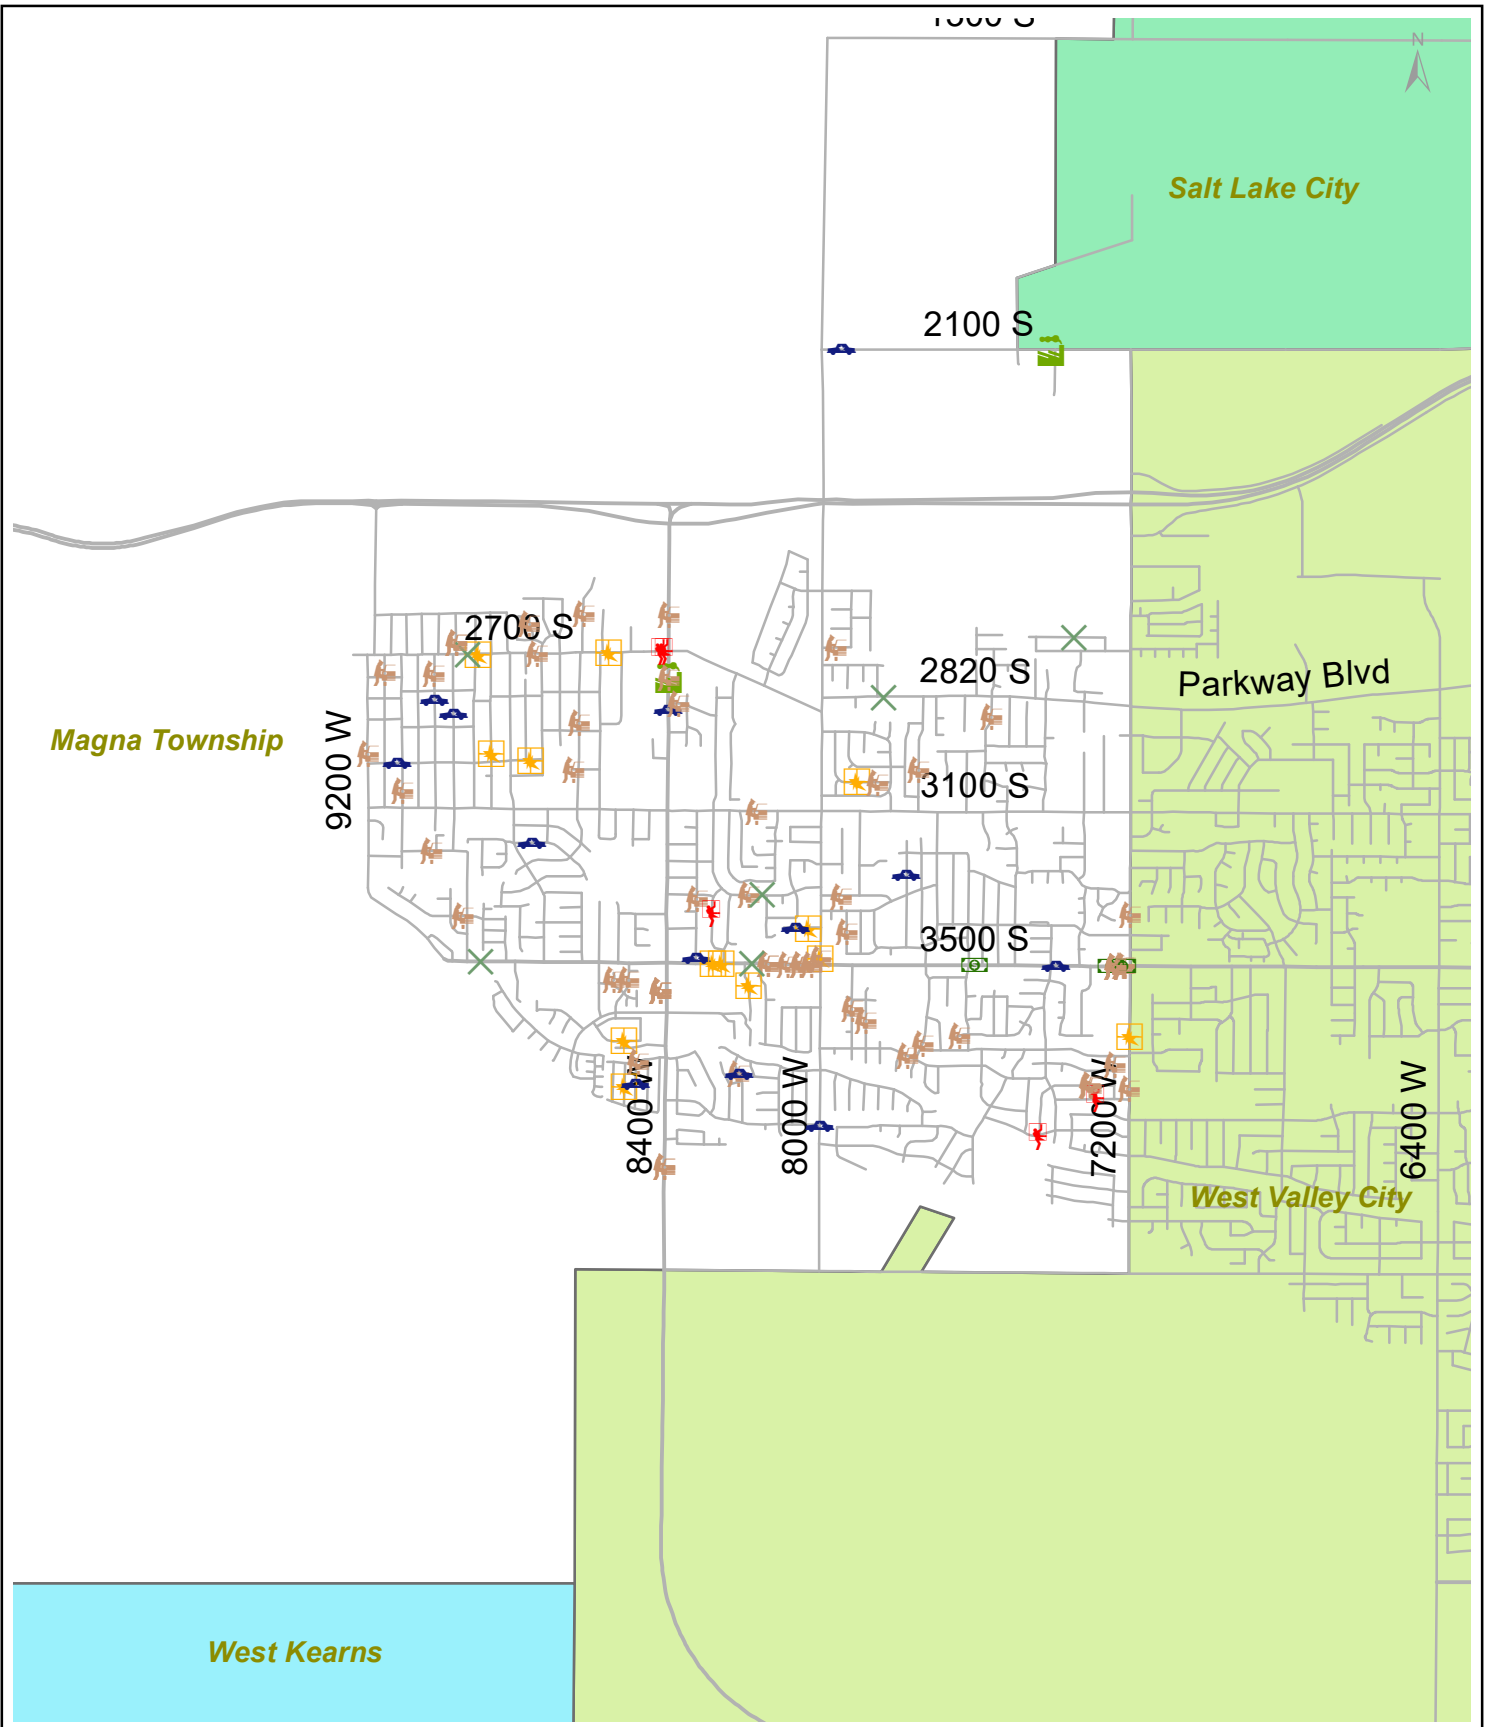 N
Salt Lake City
2100 S
2700 S
2820 S
Parkway Blvd
Magna Township
9200 W
3100 S
3500 S
8400 W
8000 W
7200 W
6400 W
West Valley City
West Kearns